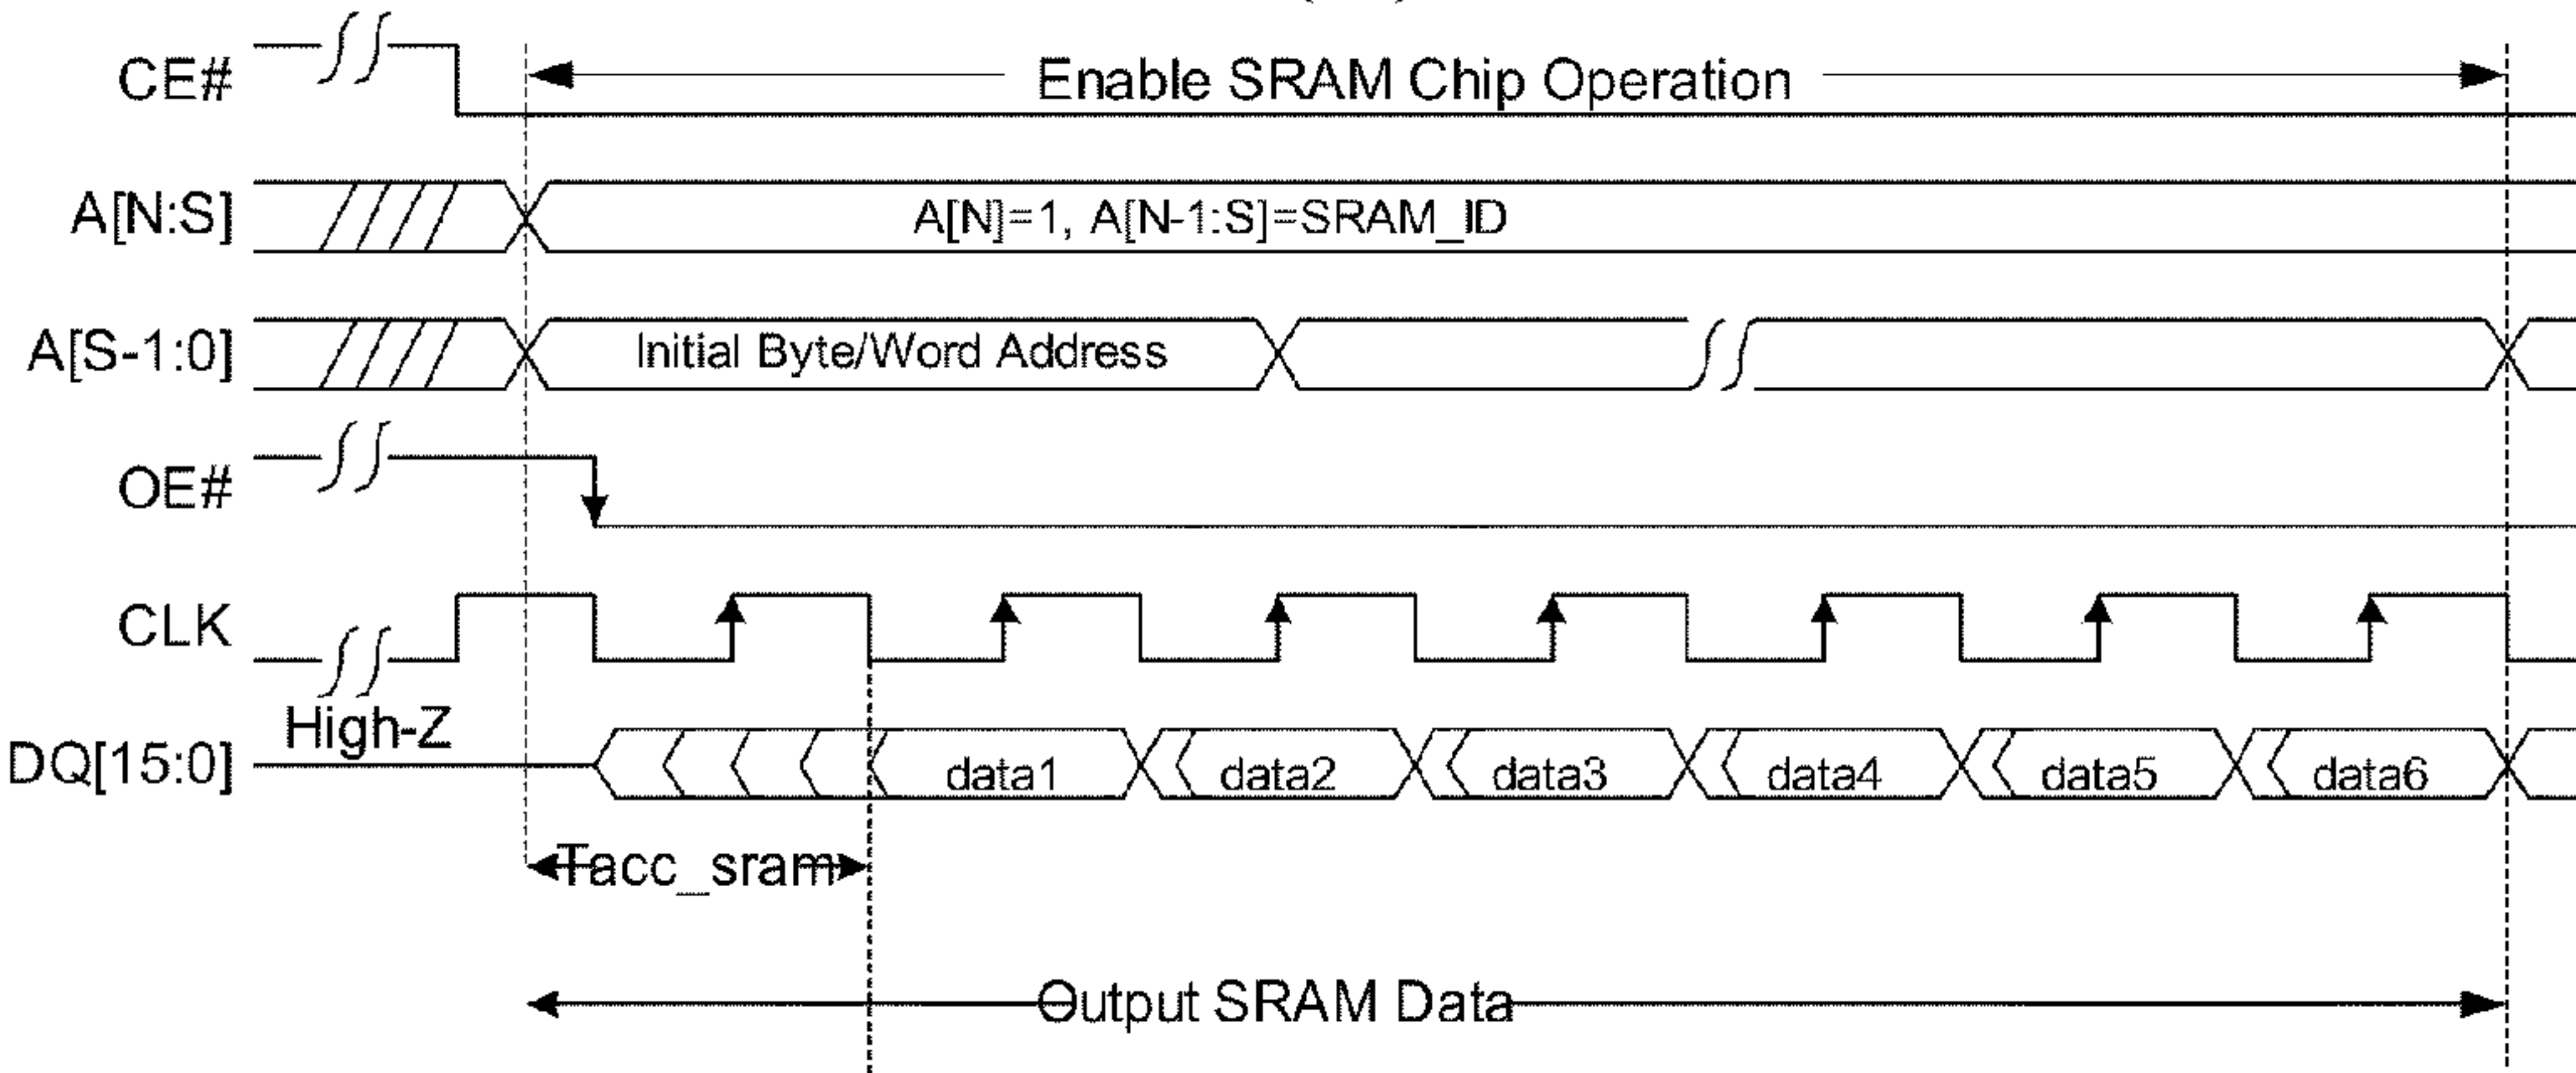 CE#
Enable SRAM Chip Operation
A[N:S]
A[N]=1, A[N-1:S]=SRAM_ID
A[S-1:0]
Initial Byte/Word Address
OE#
CLK
High-Z
DQ[15:0]
data1 data2 data3 data4 data5 data6
Tacc_sram
Output SRAM Data